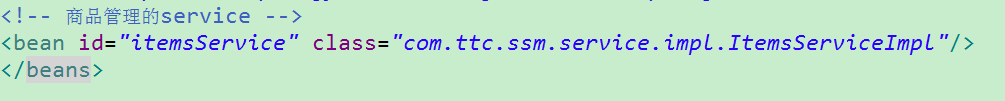 <!-- 商品管理的service -->
<bean id="itemsService" class="com.ttc.ssm.service.impl.ItemsServiceImpl"/>
</beans>